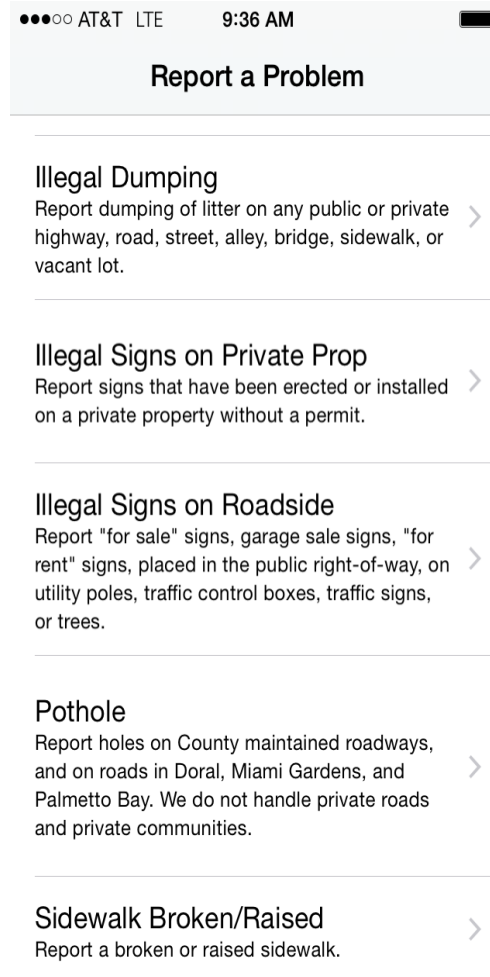 AT&T LTE 9:36 AM
Report a Problem
Illegal Dumping
Report dumping of litter on any public or private
highway, road, street, alley, bridge, sidewalk, or
vacant lot.
Illegal Signs on Private Prop
Report signs that have been erected or installed
on a private property without a permit.
Illegal Signs on Roadside
Report "for sale" signs, garage sale signs, "for
rent" signs, placed in the public right-of-way, on
utility poles, traffic control boxes, traffic signs,
or trees.
Pothole
Report holes on County maintained roadways,
and on roads in Doral, Miami Gardens, and
Palmetto Bay. We do not handle private roads
and private communities.
Sidewalk Broken/Raised
Report a broken or raised sidewalk.